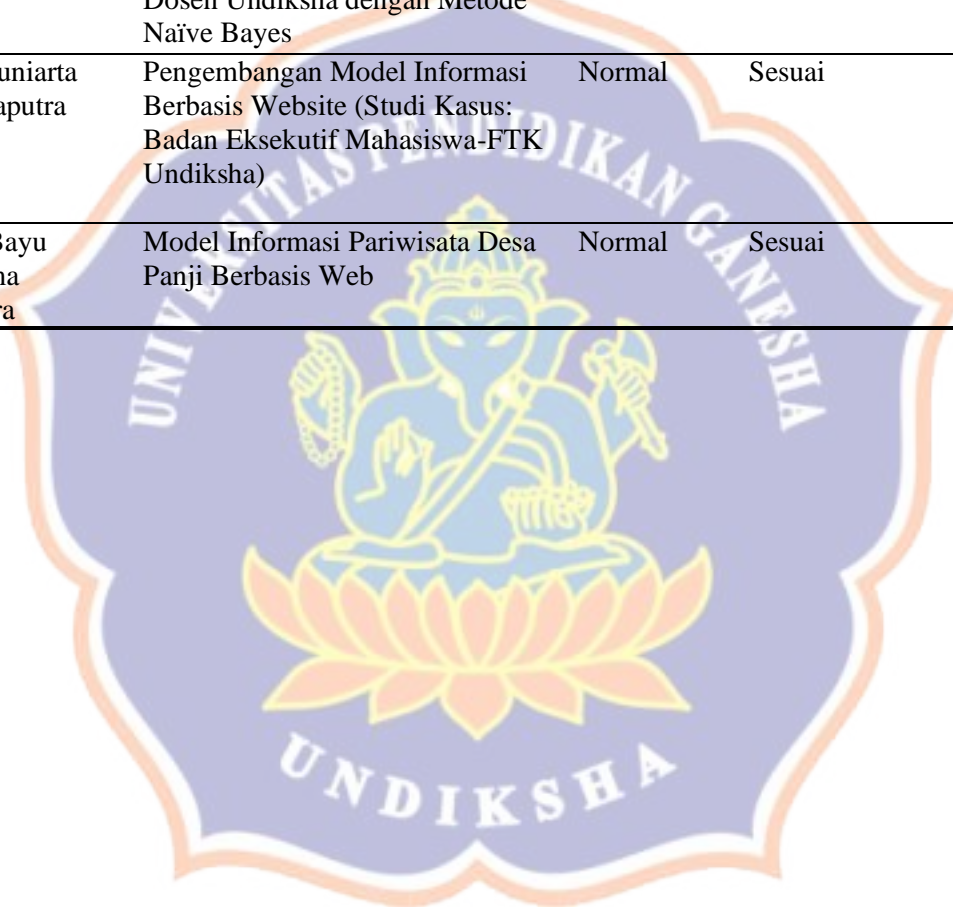 Dosen Undiksha dengan Metode
Naïve Bayes
uniarta Pengembangan Model Informasi Normal Sesuai
aputra Berbasis Website (Studi Kasus:
Badan Eksekutif Mahasiswa-FTK
Undiksha)
Bayu Model Informasi Pariwisata Desa Normal Sesuai
na Panji Berbasis Web
ra
UNIVERSITAS PENDIDIKAN GANESHA
UNDIKSHA